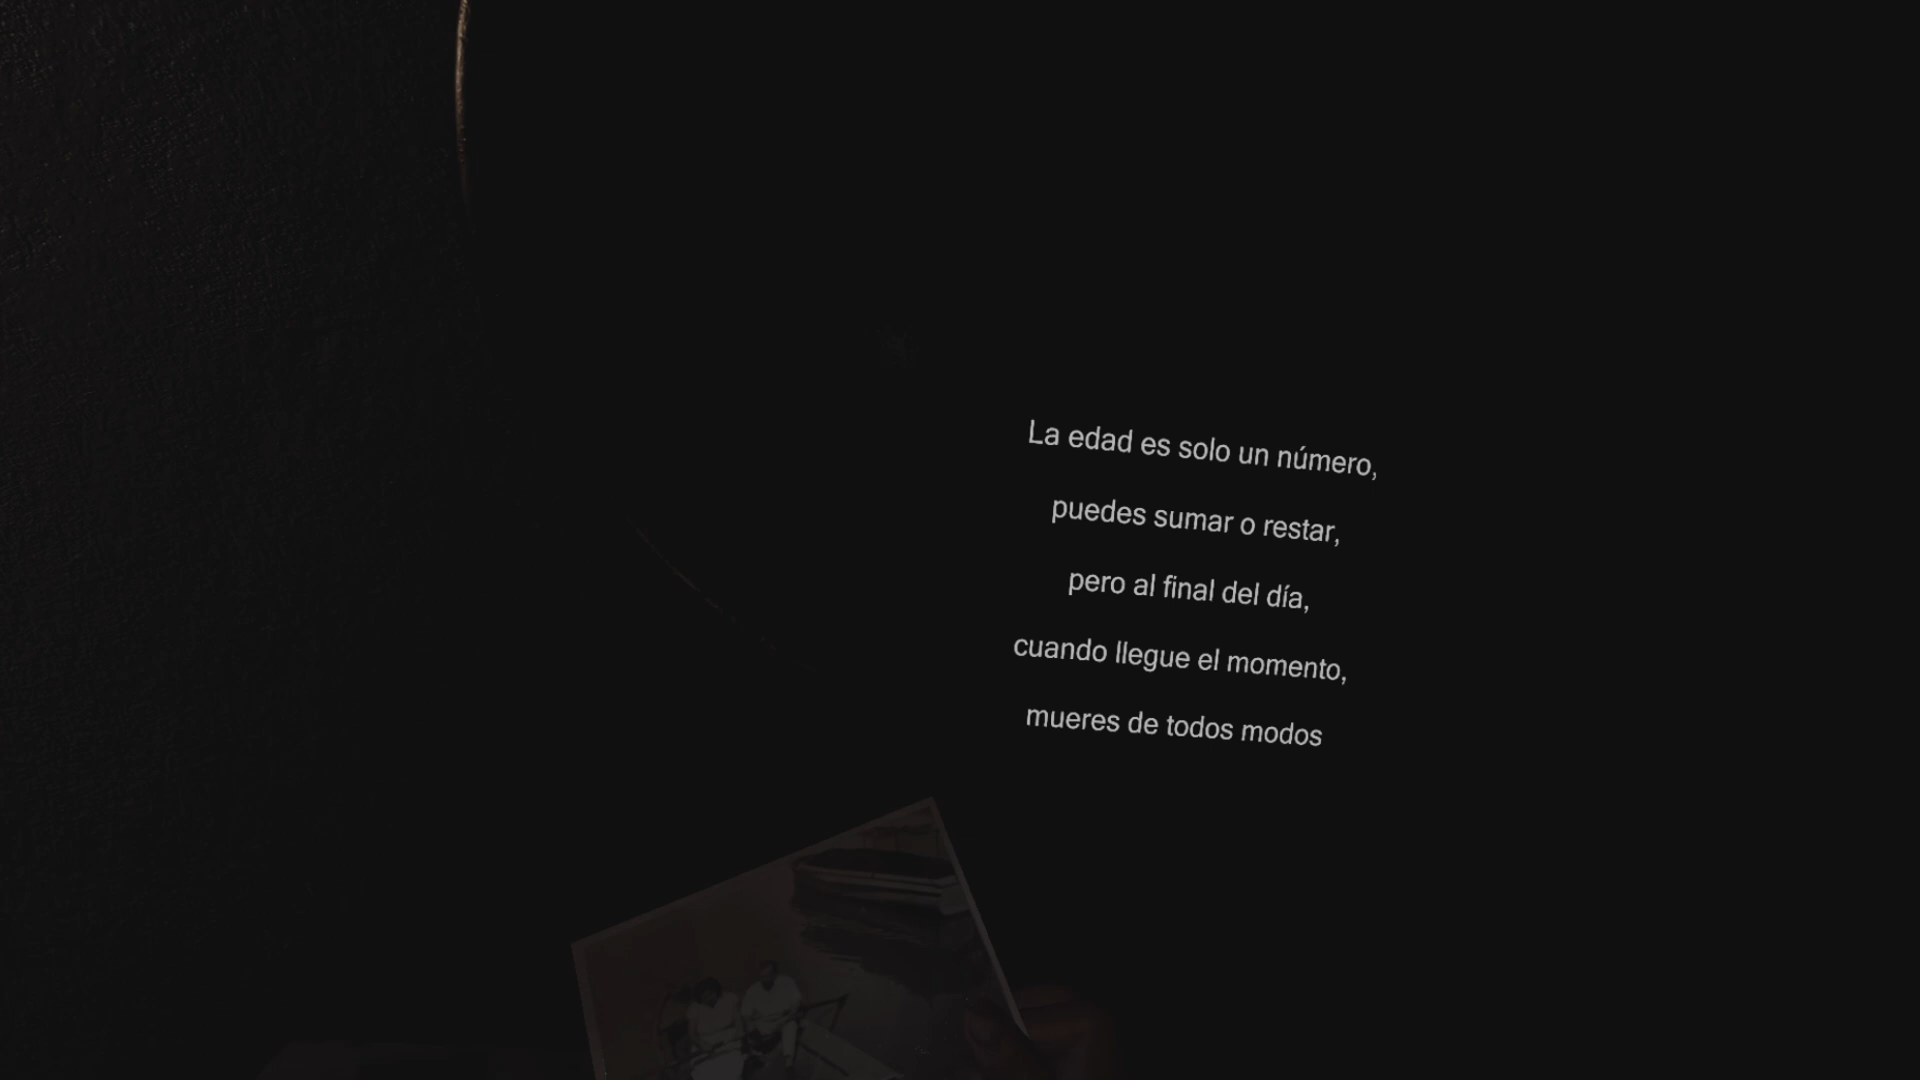 La edad es solo un número,
puedes sumar o restar,
pero al final del día,
cuando llegue el momento,
mueres de todos modos